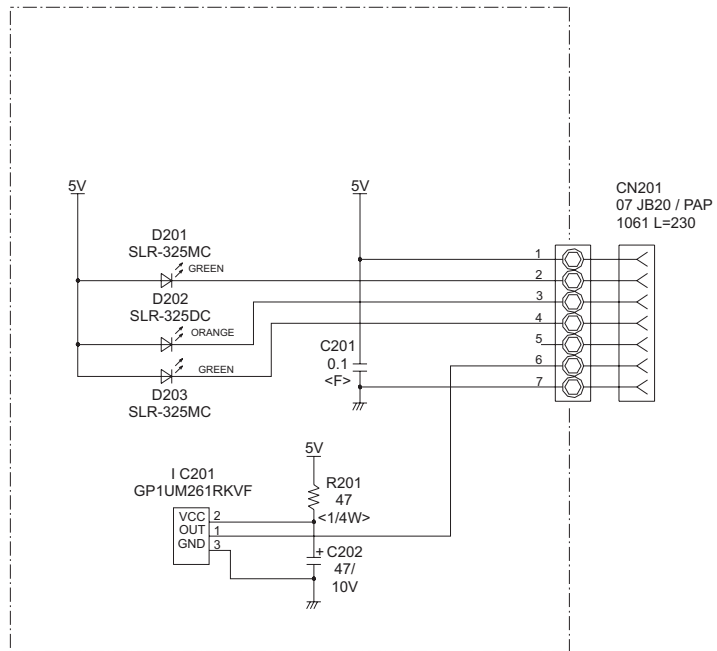 5V
5V
CN201
07 JB20 / PAP
1061 L=230
D201
SLR-325MC
GREEN
D202
SLR-325DC
ORANGE
GREEN
D203
SLR-325MC
C201
0.1
<F>
1
2
3
4
5
6
7
5V
I C201
GP1UM261RKVF
R201
47
<1/4W>
VCC 2
OUT 1
GND 3
+ C202
47/
10V